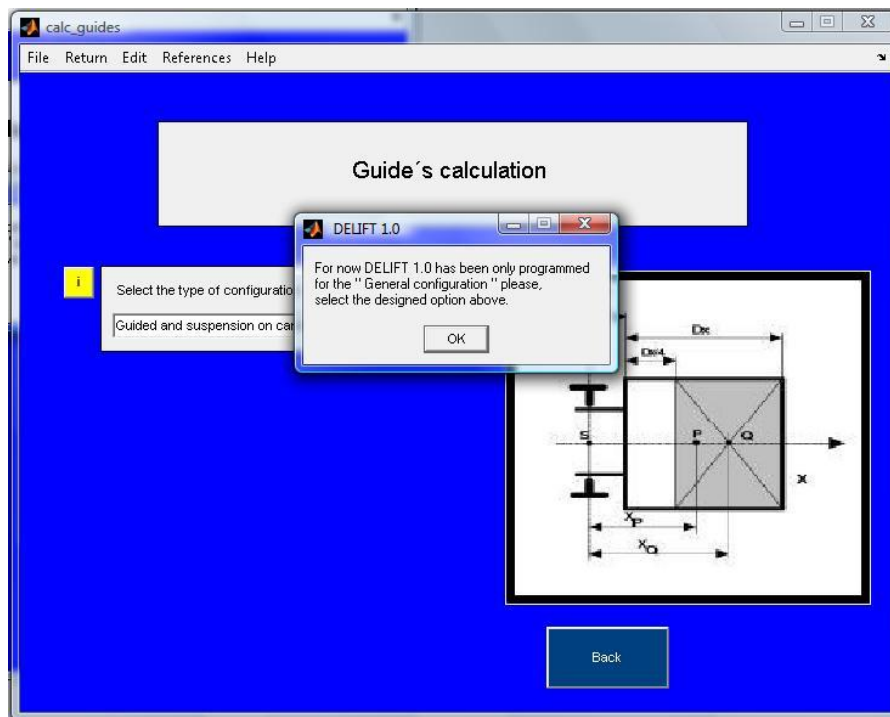 calc_guides
File Return Edit References Help
Guide´s calculation
DELIFT 1.0
For now DELIFT 1.0 has been only programmed
for the " General configuration " please,
select the designed option above.
OK
i
Select the type of
Guided and suspension on
Dx
S
P
Q
X
X_P
X_Q
Back